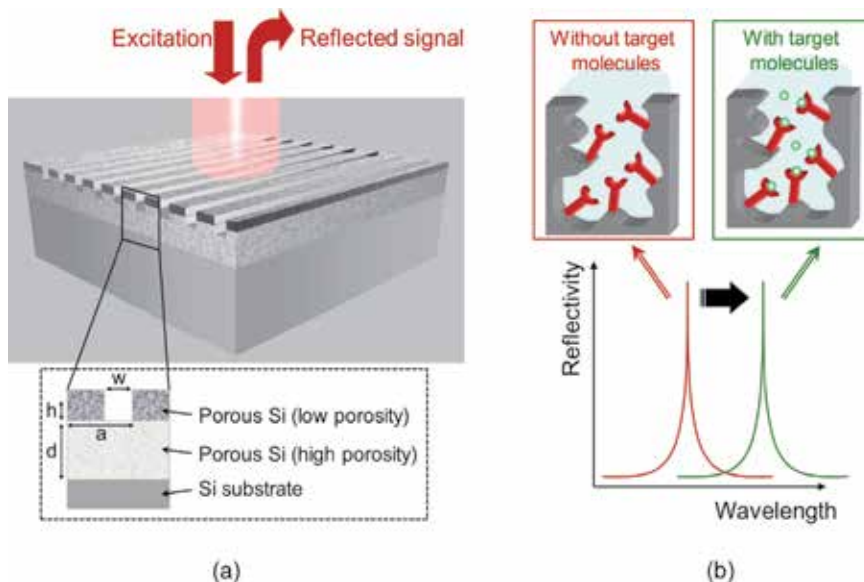 Excitation
Reflected signal
w
h
a
d
Porous Si (low porosity)
Porous Si (high porosity)
Si substrate
(a)
Without target
molecules
With target
molecules
Reflectivity
Wavelength
(b)